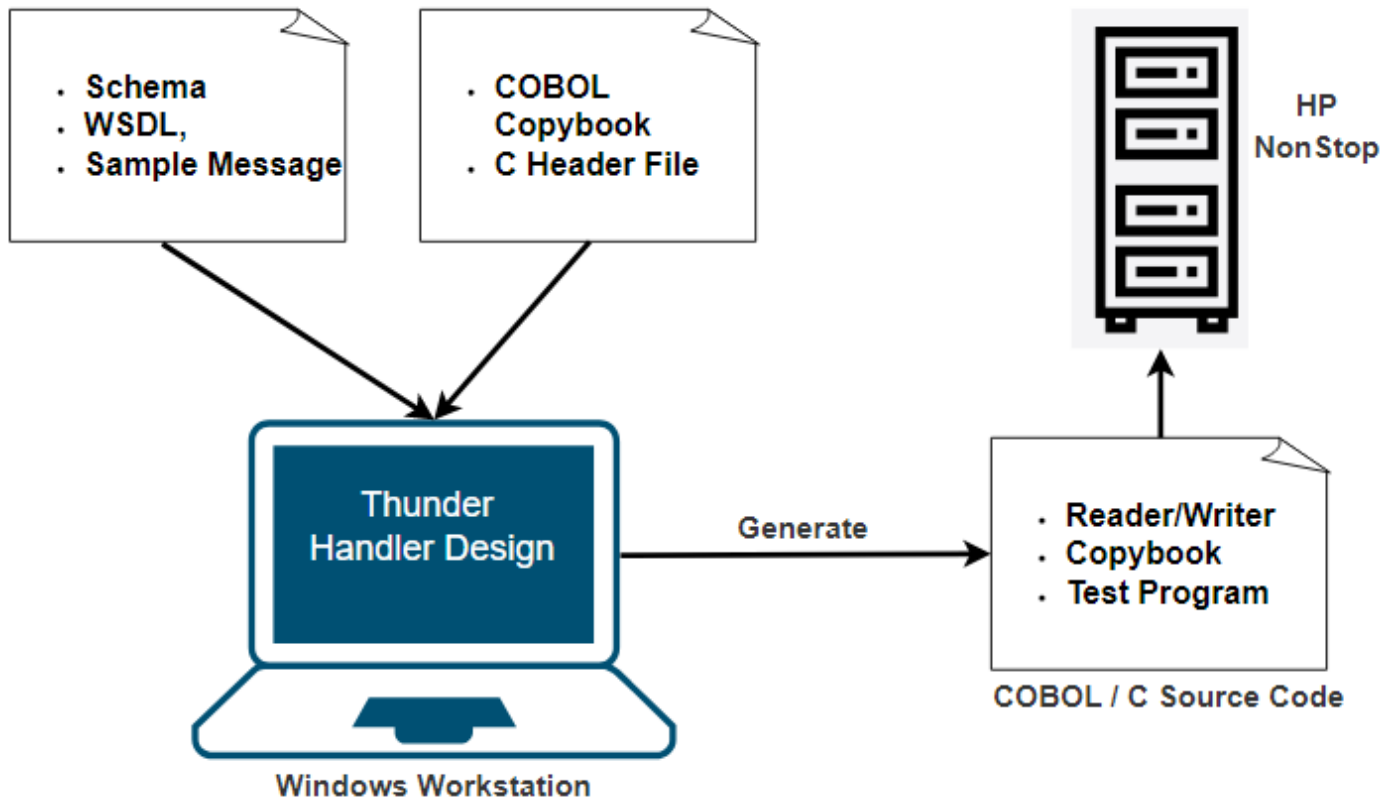 · Schema
· WSDL,
· Sample Message
· COBOL
Copybook
· C Header File
HP
NonStop
Thunder
Handler Design
Generate
· Reader/Writer
· Copybook
· Test Program
COBOL / C Source Code
Windows Workstation